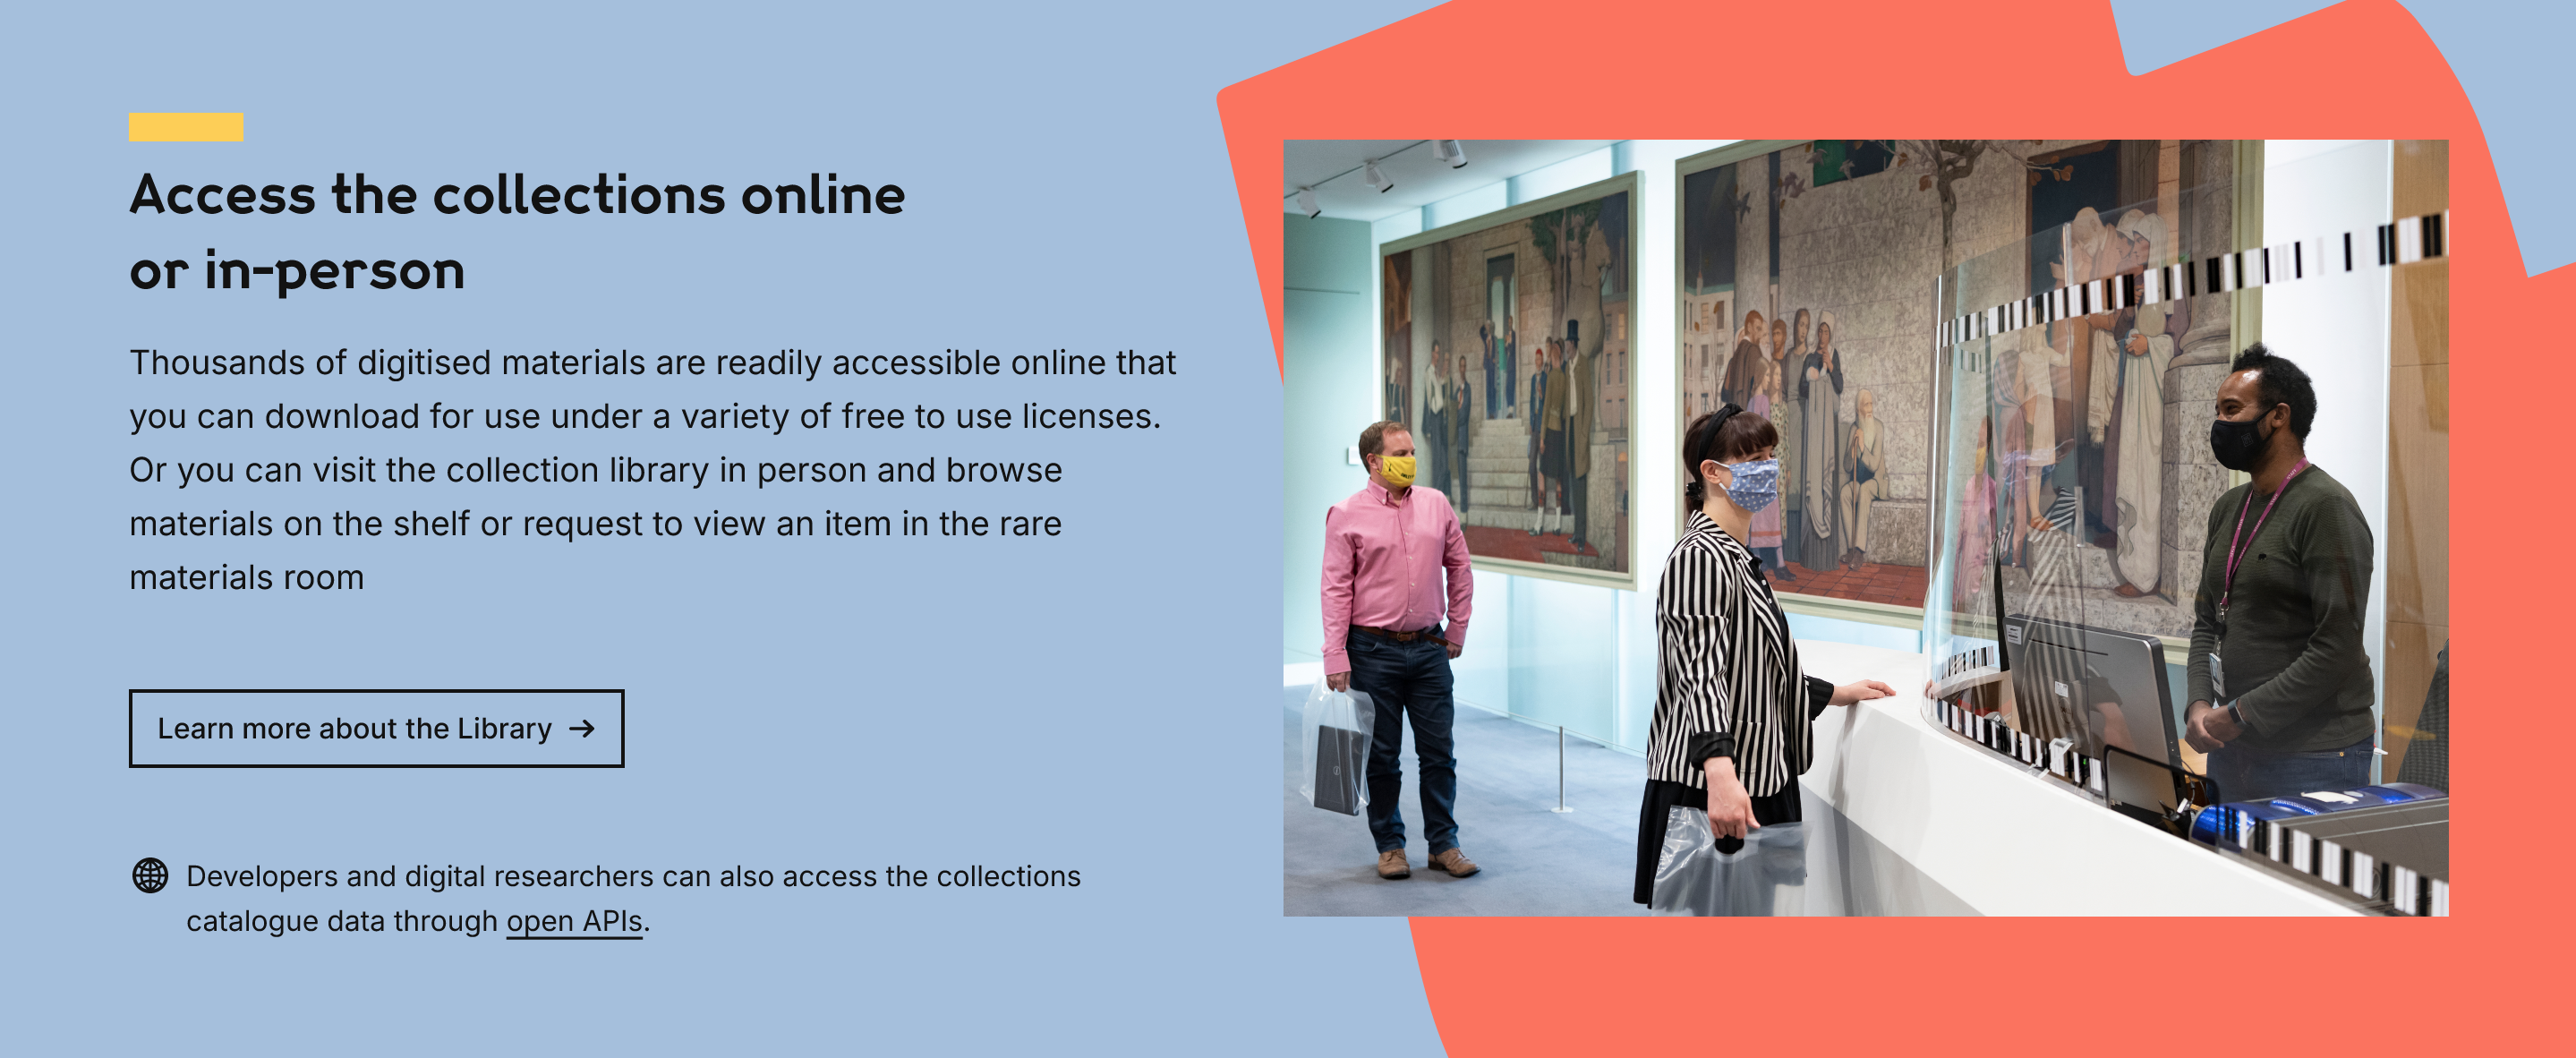 Access the collections online
or in-person
Thousands of digitised materials are readily accessible online that
you can download for use under a variety of free to use licenses.
Or you can visit the collection library in person and browse
materials on the shelf or request to view an item in the rare
materials room
Learn more about the Library →
Developers and digital researchers can also access the collections
catalogue data through open APIs.